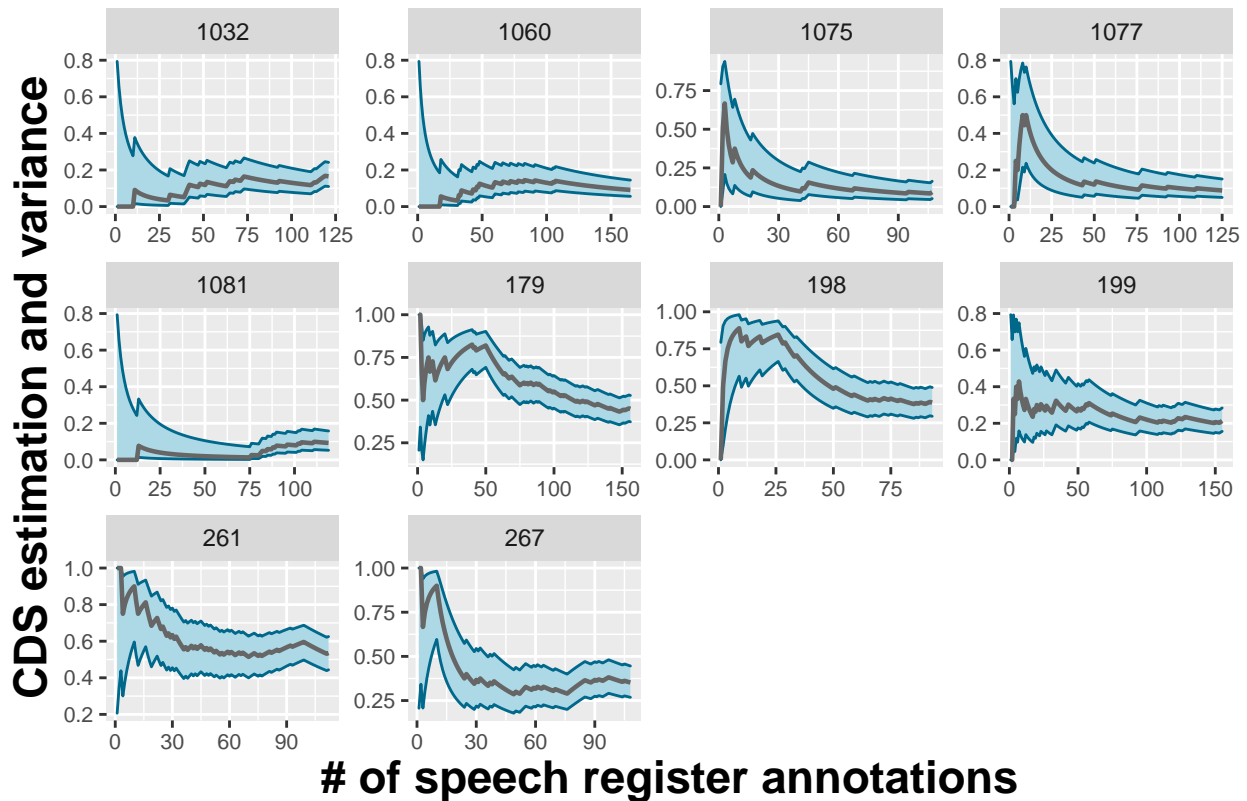 CDS estimation and variance
1032 1060 1075 1077
0.8 0.8 0.8
0.6 0.6 0.75 0.6
0.4 0.4 0.50 0.4
0.2 0.2 0.25 0.2
0.0 0.0 0.00 0.0
0 25 50 75 100 125 0 50 100 150 0 30 60 90 0 25 50 75 100 125
1081 179 198 199
0.8 1.00 1.00 0.8
0.6 0.75 0.75 0.6
0.4 0.50 0.50 0.4
0.2 0.25 0.25 0.2
0.0 0.00 0.0
0 25 50 75 100 0 50 100 150 0 25 50 75 0 50 100 150
261 267
1.0 1.00
0.8 0.75
0.6 0.50
0.4 0.25
0.2
0 30 60 90 0 30 60 90
# of speech register annotations